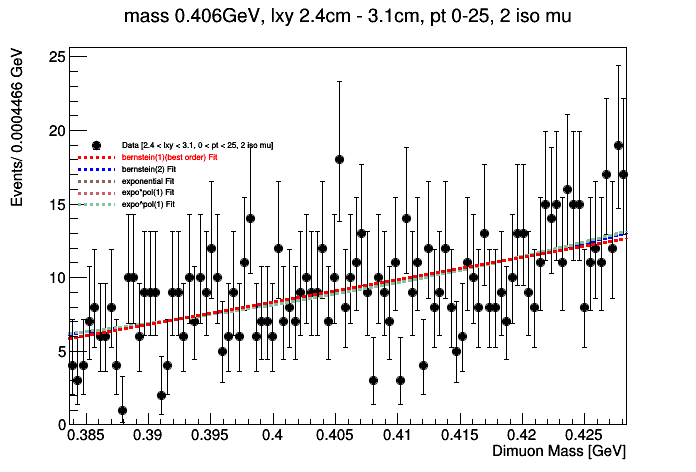 mass 0.406GeV, lxy 2.4cm - 3.1cm, pt 0-25, 2 iso mu
Events/ 0.0004466 GeV
25
20
15
10
5
0
Data [2.4 < lxy < 3.1, 0 < pt < 25, 2 iso mu]
bernstein(1)(best order) Fit
bernstein(2) Fit
exponential Fit
expo*pol(1) Fit
expo^pol(1) Fit
0.385 0.39 0.395 0.4 0.405 0.41 0.415 0.42 0.425
Dimuon Mass [GeV]